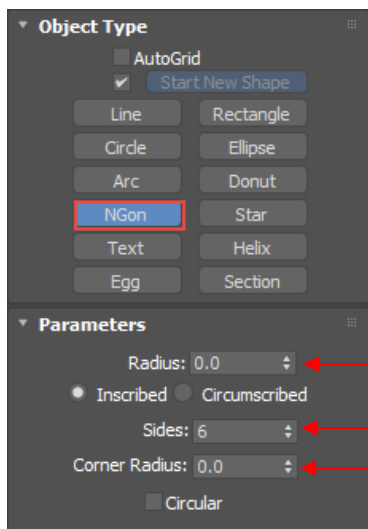 Object Type
AutoGrid
Start New Shape
Line Rectangle
Circle Ellipse
Arc Donut
NGon Star
Text Helix
Egg Section
Parameters
Radius: 0.0
Inscribed Circumscribed
Sides: 6
Corner Radius: 0.0
Circular